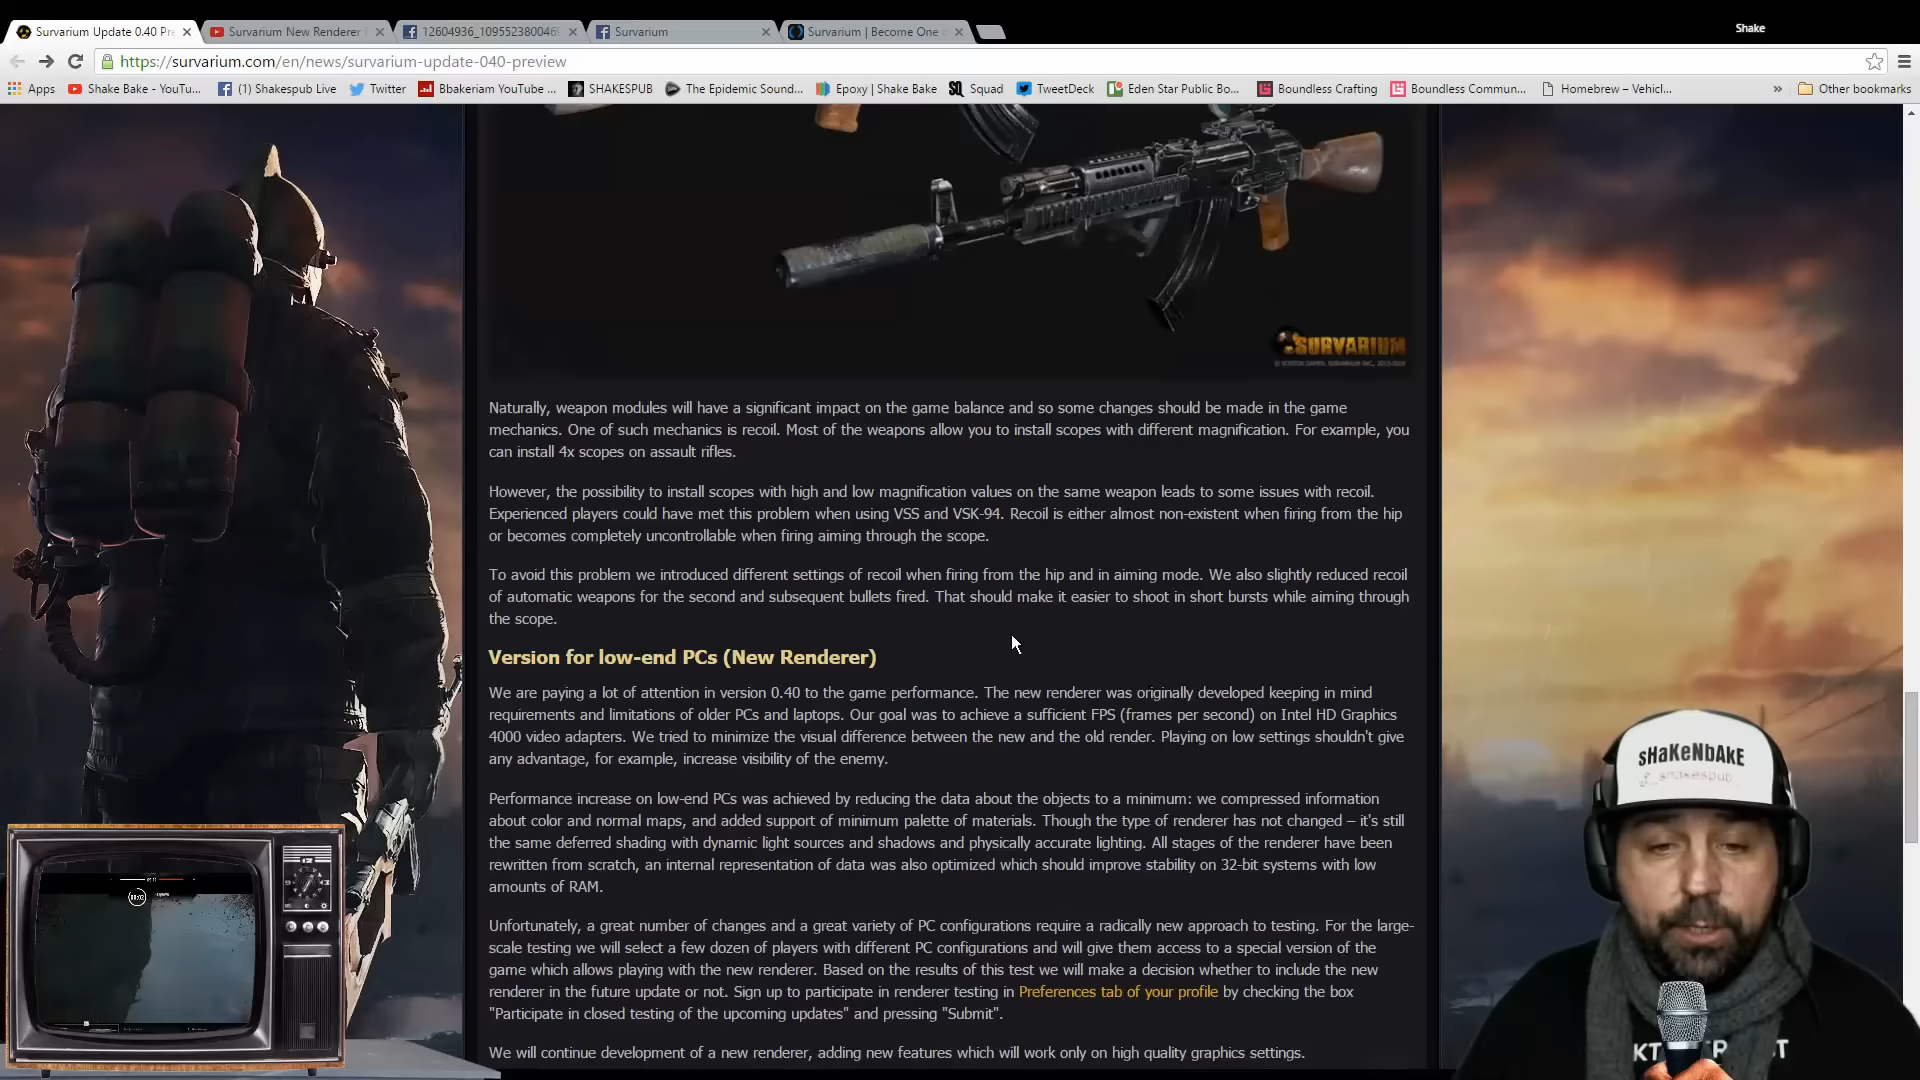 Survarium Update 0.40 Pre
Survarium New Renderer
12604936_109552380046
Survarium
Survarium | Become One
Shake
https://survarium.com/en/news/survarium-update-040-preview
Apps
Shake Bake - YouTu...
(1) Shakespub Live
Twitter
Bbakeriam YouTube ...
SHAKESPUB
The Epidemic Sound...
Epoxy | Shake Bake
Squad
TweetDeck
Eden Star Public Bo...
Boundless Crafting
Boundless Commun...
Homebrew – Vehicl...
»
Other bookmarks
SURVARIUM
Naturally, weapon modules will have a significant impact on the game balance and so some changes should be made in the game
mechanics. One of such mechanics is recoil. Most of the weapons allow you to install scopes with different magnification. For example, you
can install 4x scopes on assault rifles.
However, the possibility to install scopes with high and low magnification values on the same weapon leads to some issues with recoil.
Experienced players could have met this problem when using VSS and VSK-94. Recoil is either almost non-existent when firing from the hip
or becomes completely uncontrollable when firing aiming through the scope.
To avoid this problem we introduced different settings of recoil when firing from the hip and in aiming mode. We also slightly reduced recoil
of automatic weapons for the second and subsequent bullets fired. That should make it easier to shoot in short bursts while aiming through
the scope.
Version for low-end PCs (New Renderer)
We are paying a lot of attention in version 0.40 to the game performance. The new renderer was originally developed keeping in mind
requirements and limitations of older PCs and laptops. Our goal was to achieve a sufficient FPS (frames per second) on Intel HD Graphics
4000 video adapters. We tried to minimize the visual difference between the new and the old render. Playing on low settings shouldn't give
any advantage, for example, increase visibility of the enemy.
Performance increase on low-end PCs was achieved by reducing the data about the objects to a minimum: we compressed information
about color and normal maps, and added support of minimum palette of materials. Though the type of renderer has not changed – it's still
the same deferred shading with dynamic light sources and shadows and physically accurate lighting. All stages of the renderer have been
rewritten from scratch, an internal representation of data was also optimized which should improve stability on 32-bit systems with low
amounts of RAM.
Unfortunately, a great number of changes and a great variety of PC configurations require a radically new approach to testing. For the large-
scale testing we will select a few dozen of players with different PC configurations and will give them access to a special version of the
game which allows playing with the new renderer. Based on the results of this test we will make a decision whether to include the new
renderer in the future update or not. Sign up to participate in renderer testing in Preferences tab of your profile by checking the box
"Participate in closed testing of the upcoming updates" and pressing "Submit".
We will continue development of a new renderer, adding new features which will work only on high quality graphics settings.
sHaKeNbAKE
@_shakespub